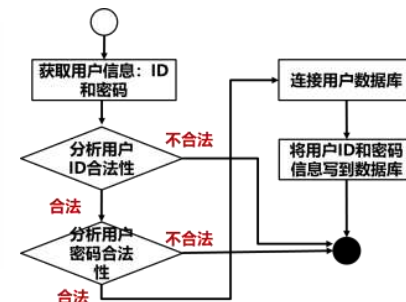 获取用户信息：ID
和密码
分析用户
ID合法性
不合法
合法
分析用户
密码合法
性
不合法
合法
连接用户数据库
将用户ID和密码
信息写到数据库